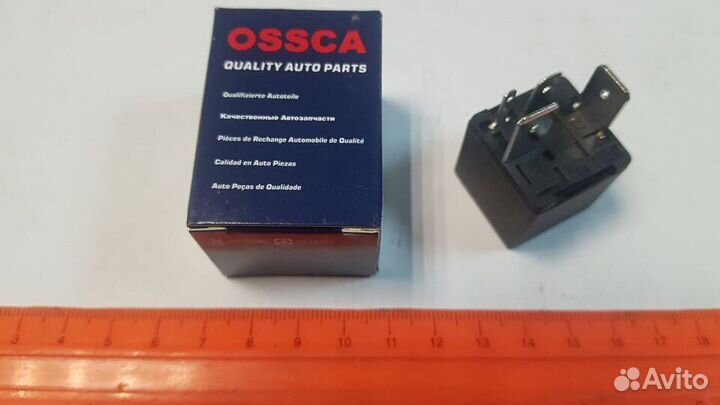 OSSCA
QUALITY AUTO PARTS
Qualifizierte Autoteile
Качественные Автозапчасти
Pièces de Rechange Automobile de Qualité
Calidad en Auto Piezas
Auto Peças de Qualidade
3 4 5 6 7 8 9 10 11 12 13 14 15 16 17 18
Avito